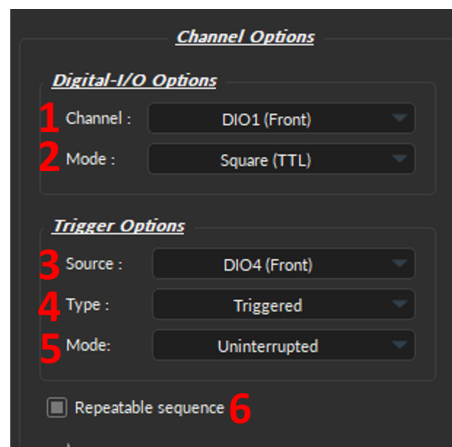 Channel Options
Digital-I/O Options
1 Channel : DIO1 (Front)
2 Mode : Square (TTL)
Trigger Options
3 Source : DIO4 (Front)
4 Type : Triggered
5 Mode: Uninterrupted
Repeatable sequence 6